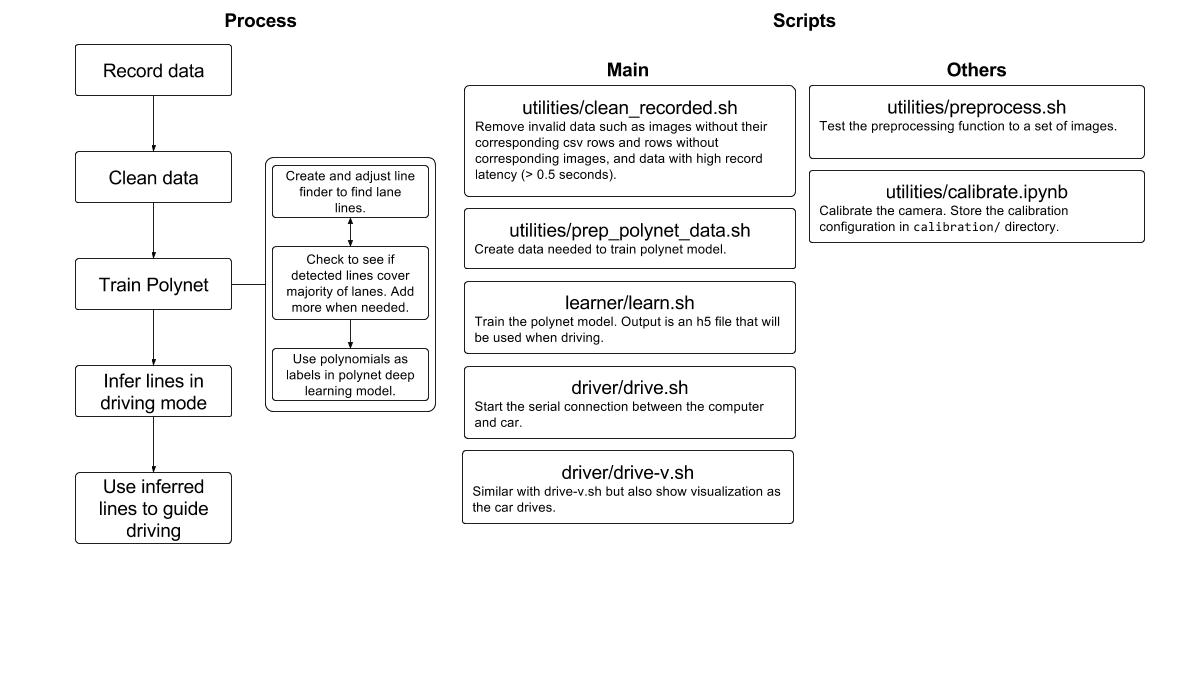 Process
Record data
Clean data
Train Polynet
Infer lines in
driving mode
Use inferred
lines to guide
driving
Create and adjust line
finder to find lane
lines.
Check to see if
detected lines cover
majority of lanes. Add
more when needed.
Use polynomials as
labels in polynet deep
learning model.
Scripts
Main
utilities/clean_recorded.sh
Remove invalid data such as images without their
corresponding csv rows and rows without
corresponding images, and data with high record
latency (> 0.5 seconds).
utilities/prep_polynet_data.sh
Create data needed to train polynet model.
learner/learn.sh
Train the polynet model. Output is an h5 file that will
be used when driving.
driver/drive.sh
Start the serial connection between the computer
and car.
driver/drive-v.sh
Similar with drive-v.sh but also show visualization as
the car drives.
Others
utilities/preprocess.sh
Test the preprocessing function to a set of images.
utilities/calibrate.ipynb
Calibrate the camera. Store the calibration
configuration in calibration/ directory.